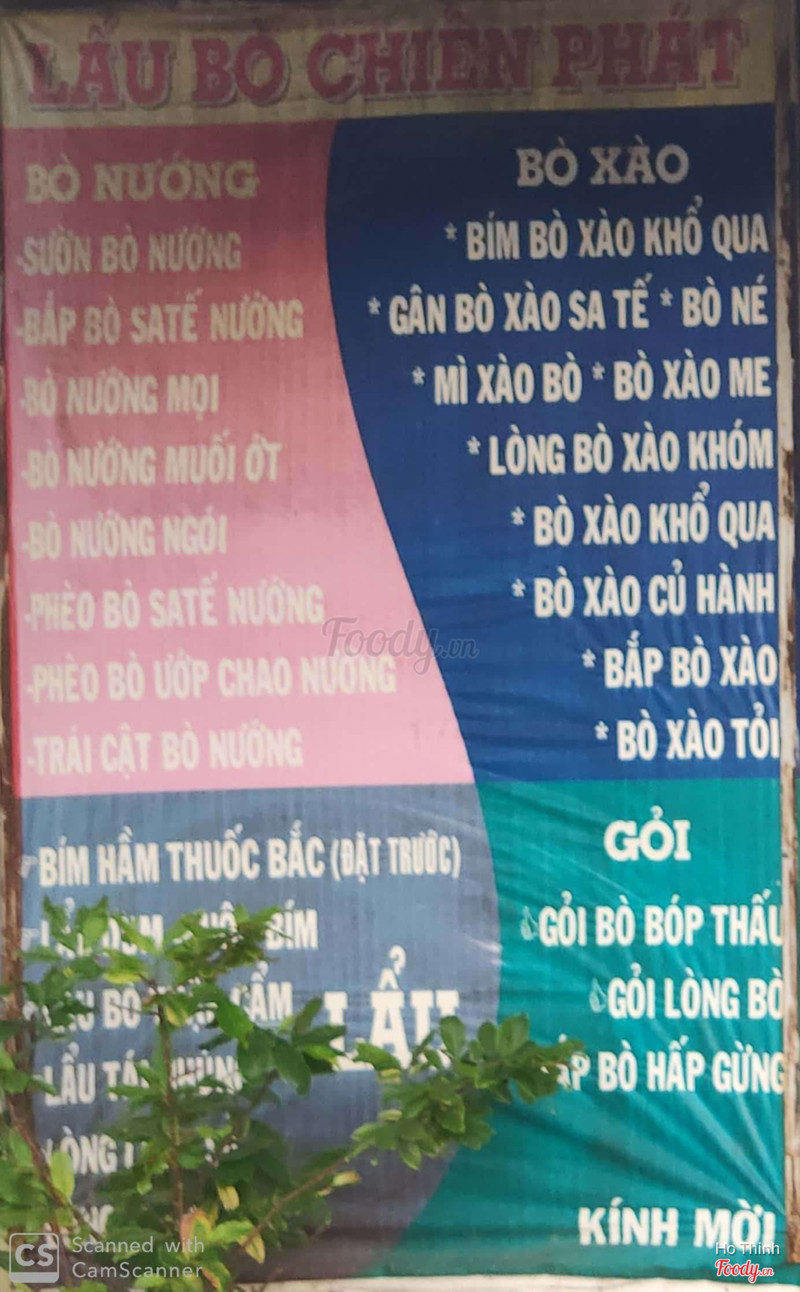 LẨU BÒ CHIẾN PHÁT
BÒ NƯỚNG
-SƯỜN BÒ NƯỚNG
-BẮP BÒ SATẾ NƯỚNG
-BÒ NƯỚNG MỌI
-BÒ NƯỚNG MUỐI ỚT
-BÒ NƯỚNG NGÓI
-PHÈO BÒ SATẾ NƯỚNG
-PHÈO BÒ ƯỚP CHAO NƯỚNG
-TRÁI CẬT BÒ NƯỚNG
BÒ XÀO
* BÍM BÒ XÀO KHỔ QUA
* GÂN BÒ XÀO SA TẾ * BÒ NÉ
* MÌ XÀO BÒ * BÒ XÀO ME
* LÒNG BÒ XÀO KHÓM
* BÒ XÀO KHỔ QUA
* BÒ XÀO CỦ HÀNH
* BẮP BÒ XÀO
* BÒ XÀO TỎI
Foody.vn
BÍM HẦM THUỐC BẮC (ĐẶT TRƯỚC)
BÍM
BÒ
LẨU
LẨU
GỎI
GỎI BÒ BÓP THẤU
GỎI LÒNG BÒ
BÒ HẤP GỪNG
KÍNH MỜI
CS Scanned with
CamScanner
Ho Thinh
Foody.vn